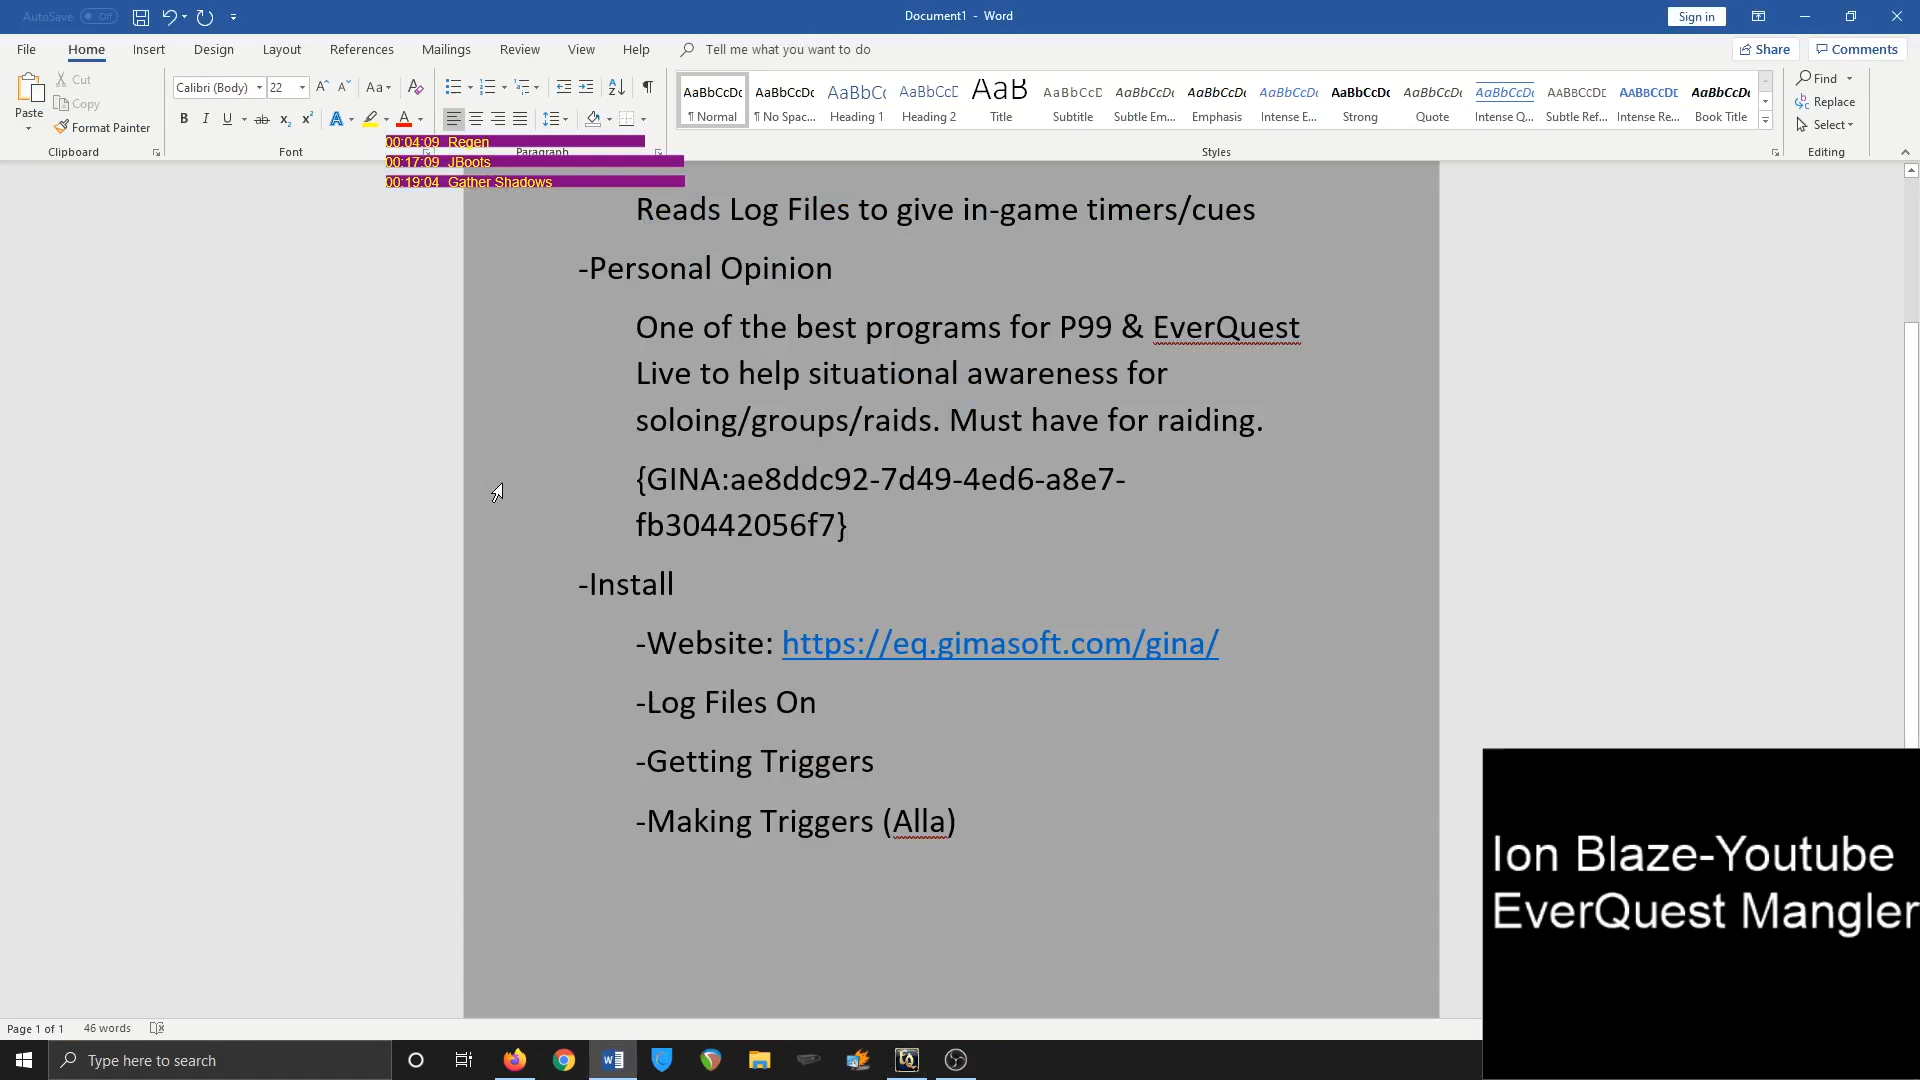 AutoSave Off
Document1 - Word
Sign in
File Home Insert Design Layout References Mailings Review View Help Tell me what you want to do
Share Comments
Paste
Cut
Copy
Format Painter
Clipboard
Calibri (Body) 22
Font
Paragraph
AaBbCcDc AaBbCcDc AaBbCc AaBbCcD AaB AaBbCcD AaBbCcDc AaBbCcDc AaBbCcDc AaBbCcDc AaBbCcDc AaBbCcDc AABBCCDE AABBCCDE AaBbCcDc
¶ Normal ¶ No Spac... Heading 1 Heading 2 Title Subtitle Subtle Em... Emphasis Intense E... Strong Quote Intense Q... Subtle Ref... Intense Re... Book Title
Styles
Find
Replace
Select
Editing
00:04:09 Regen
00:17:09 JBoots
00:19:04 Gather Shadows
Reads Log Files to give in-game timers/cues
-Personal Opinion
One of the best programs for P99 & EverQuest
Live to help situational awareness for
soloing/groups/raids. Must have for raiding.
{GINA:ae8ddc92-7d49-4ed6-a8e7-
fb30442056f7}
-Install
-Website: https://eq.gimasoft.com/gina/
-Log Files On
-Getting Triggers
-Making Triggers (Alla)
Ion Blaze-Youtube
EverQuest Mangler
Page 1 of 1 46 words
Type here to search